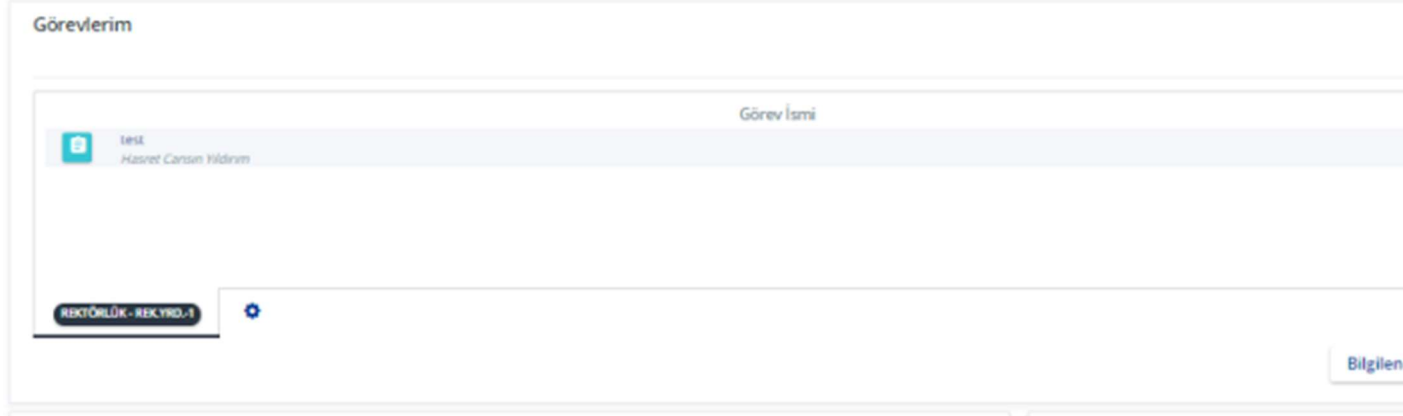 Görevlerim
Görev İsmi
test
Hasret Cansın Yıldırım
REKTÖRLÜK - REK.YRD.-1
Bilgilen